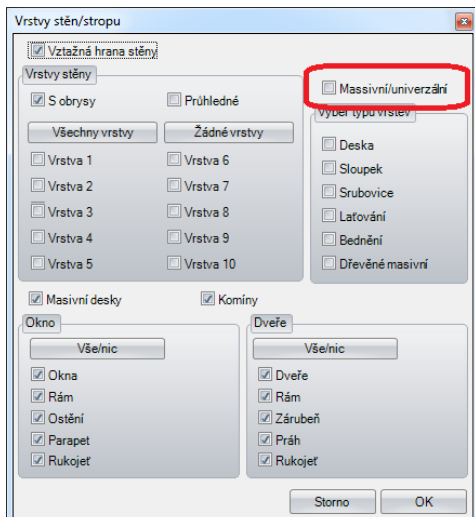 Vrstvy stěn/stropu
Vztažná hrana stěny
Vrstvy stěny
S obrysy
Průhledné
Všechny vrstvy
Žádné vrstvy
Vrstva 1
Vrstva 6
Vrstva 2
Vrstva 7
Vrstva 3
Vrstva 8
Vrstva 4
Vrstva 9
Vrstva 5
Vrstva 10
Massivní/univerzální
Výběr typu vrstev
Deska
Sloupek
Srubovice
Laťování
Bednění
Dřevěné masivní
Masivní desky
Komíny
Okno
Vše/nic
Okna
Rám
Ostění
Parapet
Rukojeť
Dveře
Vše/nic
Dveře
Rám
Zárubeň
Práh
Rukojeť
Storno
OK